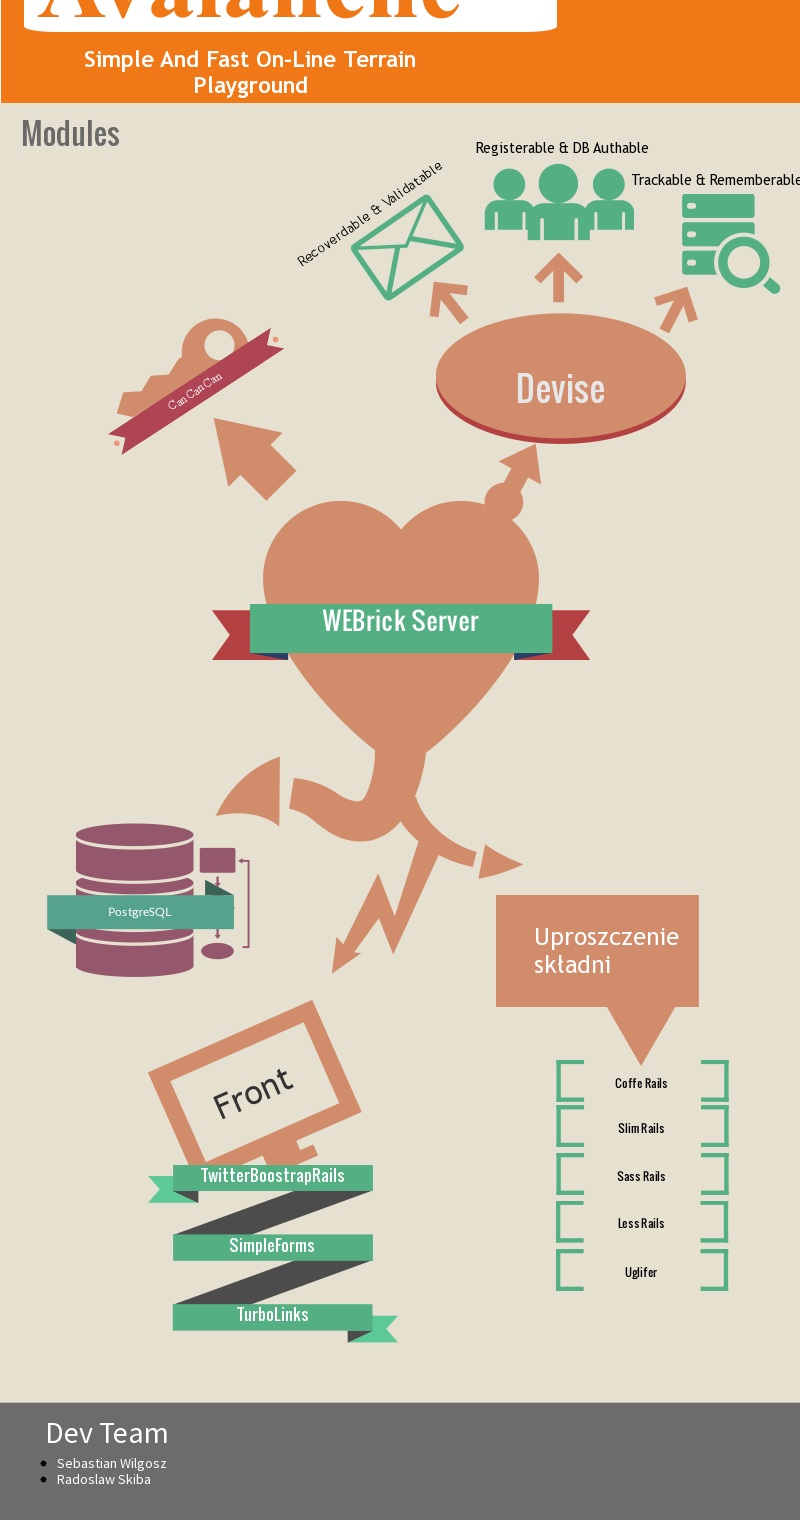 Avalanche
Simple And Fast On-Line Terrain
Playground
Modules
Registerable & DB Authable
Recoverdable & Validatable
Trackable & Rememberable
CanCanCan
Devise
WEBrick Server
PostgreSQL
Uproszczenie
składni
Front
Coffe Rails
Slim Rails
Sass Rails
Less Rails
Uglifer
TwitterBoostrapRails
SimpleForms
TurboLinks
Dev Team
Sebastian Wilgosz
Radoslaw Skiba